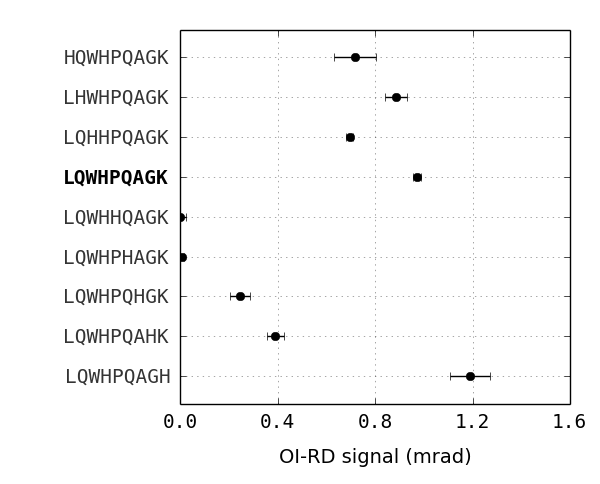 HQWHPQAGK
LHWHPQAGK
LQHHPQAGK
LQWHPQAGK
LQWHHQAGK
LQWHPHAGK
LQWHPQHGK
LQWHPQAHK
LQWHPQAGH
0.0 0.4 0.8 1.2 1.6
OI-RD signal (mrad)